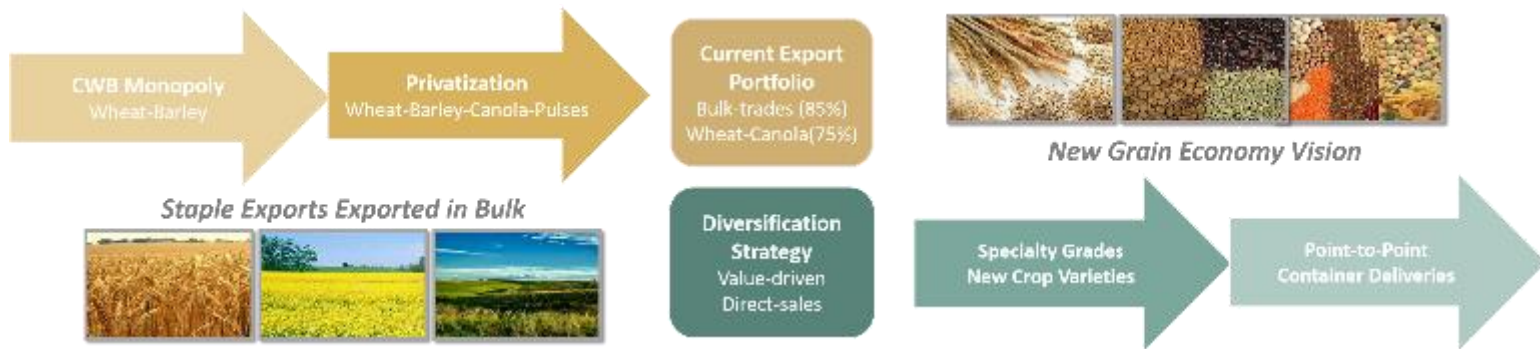 CWB Monopoly
Wheat-Barley
Privatization
Wheat-Barley-Canola-Pulses
Current Export
Portfolio
Bulk-trades (85%)
Wheat-Canola(75%)
New Grain Economy Vision
Staple Exports Exported in Bulk
Diversification
Strategy
Value-driven
Direct-sales
Specialty Grades
New Crop Varieties
Point-to-Point
Container Deliveries